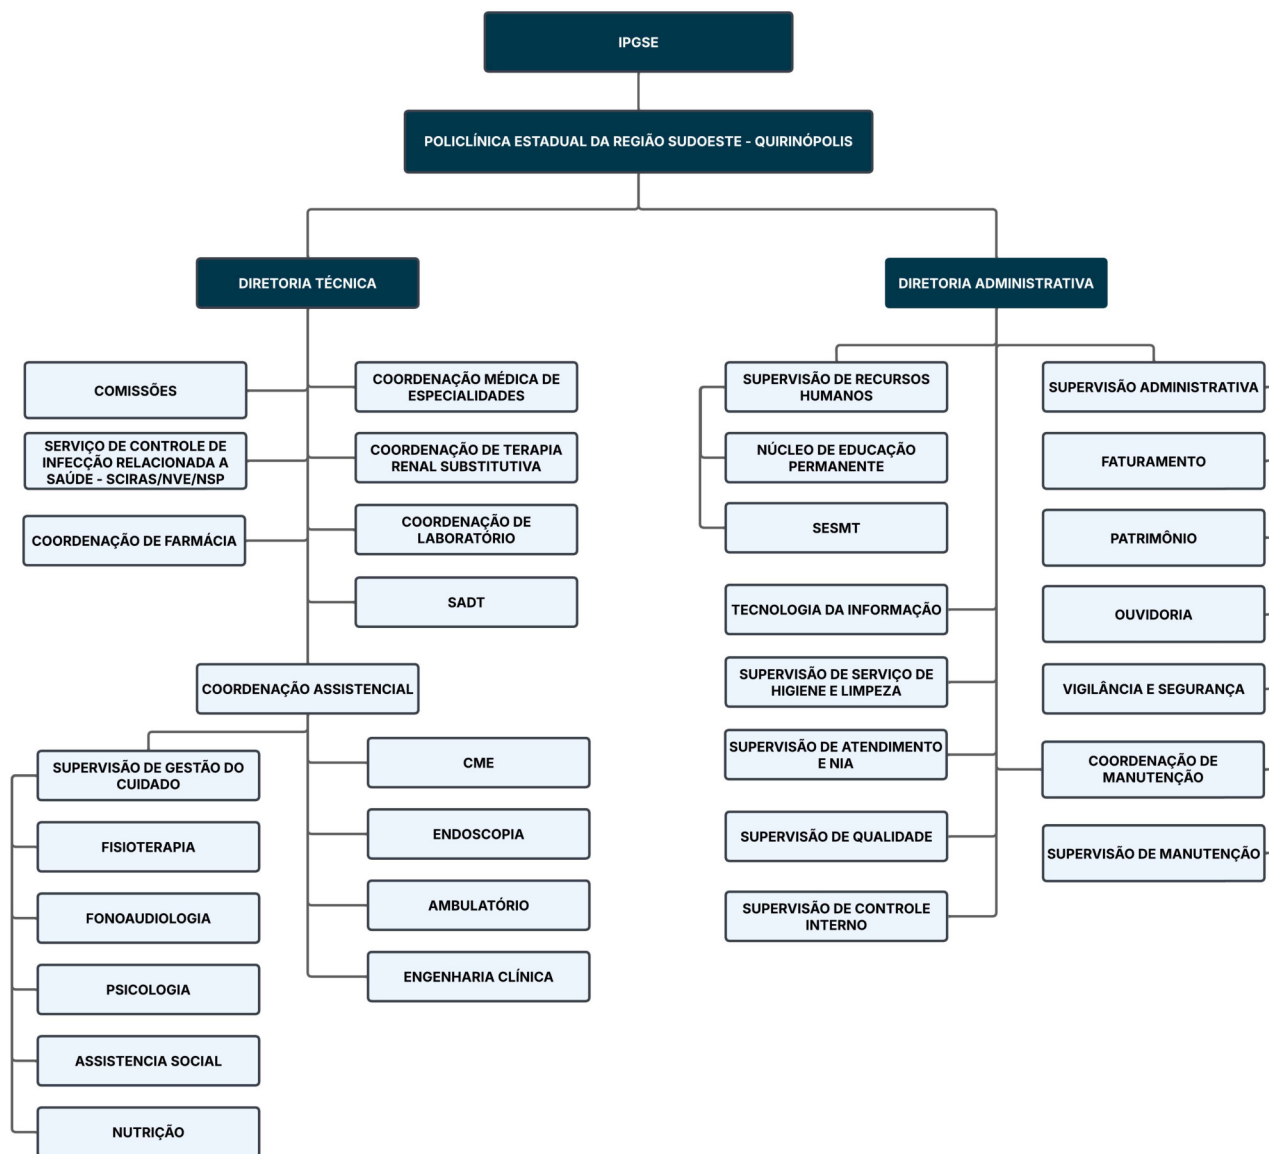 IPGSE
POLICLÍNICA ESTADUAL DA REGIÃO SUDOESTE - QUIRINÓPOLIS
DIRETORIA TÉCNICA
COMISSÕES
SERVIÇO DE CONTROLE DE
INFECÇÃO RELACIONADA A
SAÚDE - SCIRAS/NVE/NSP
COORDENAÇÃO DE FARMÁCIA
COORDENAÇÃO MÉDICA DE
ESPECIALIDADES
COORDENAÇÃO DE TERAPIA
RENAL SUBSTITUTIVA
COORDENAÇÃO DE
LABORATÓRIO
SADT
COORDENAÇÃO ASSISTENCIAL
SUPERVISÃO DE GESTÃO DO
CUIDADO
FISIOTERAPIA
FONOAUDIOLOGIA
PSICOLOGIA
ASSISTENCIA SOCIAL
NUTRIÇÃO
CME
ENDOSCOPIA
AMBULATÓRIO
ENGENHARIA CLÍNICA
DIRETORIA ADMINISTRATIVA
SUPERVISÃO DE RECURSOS
HUMANOS
NÚCLEO DE EDUCAÇÃO
PERMANENTE
SESMT
TECNOLOGIA DA INFORMAÇÃO
SUPERVISÃO DE SERVIÇO DE
HIGIENE E LIMPEZA
SUPERVISÃO DE ATENDIMENTO
E NIA
SUPERVISÃO DE QUALIDADE
SUPERVISÃO DE CONTROLE
INTERNO
SUPERVISÃO ADMINISTRATIVA
FATURAMENTO
PATRIMÔNIO
OUVIDORIA
VIGILÂNCIA E SEGURANÇA
COORDENAÇÃO DE
MANUTENÇÃO
SUPERVISÃO DE MANUTENÇÃO